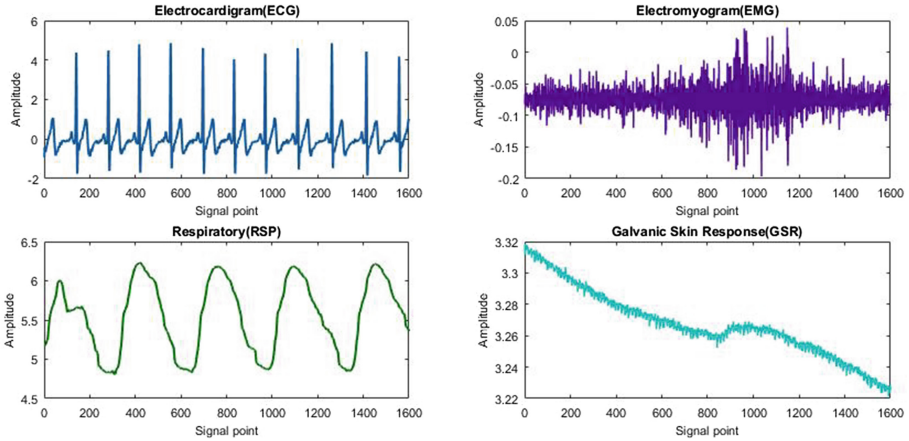 Electrocardigram(ECG)
Amplitude
6
4
2
0
-2
0 200 400 600 800 1000 1200 1400 1600
Signal point
Electromyogram(EMG)
Amplitude
0.05
0
-0.05
-0.1
-0.15
-0.2
0 200 400 600 800 1000 1200 1400 1600
Signal point
Respiratory(RSP)
Amplitude
6.5
6
5.5
5
4.5
0 200 400 600 800 1000 1200 1400 1600
Signal point
Galvanic Skin Response(GSR)
Amplitude
3.32
3.3
3.28
3.26
3.24
3.22
0 200 400 600 800 1000 1200 1400 1600
Signal point